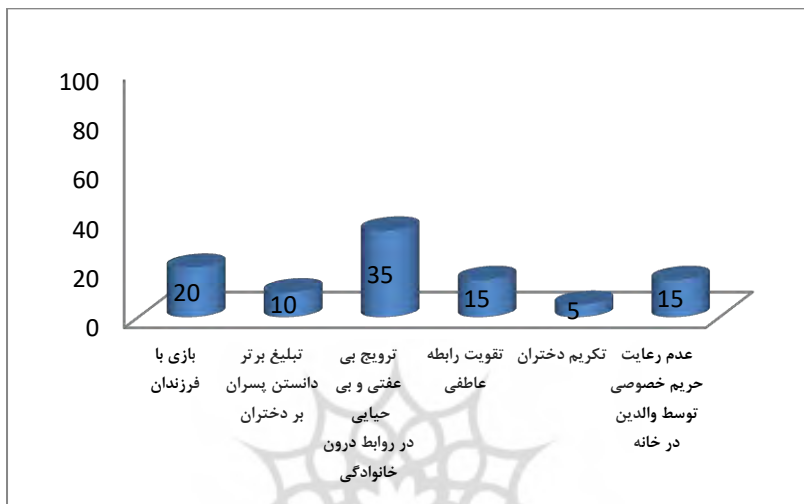 100
80
60
40
20
0
20
10
35
15
5
15
بازی با
فرزندان
تبلیغ برتر
دانستن پسران
بر دختران
ترویج بی
عفتی و بی
حیایی
در روابط درون
خانوادگی
تقویت رابطه
عاطفی
تکریم دختران
عدم رعایت
حریم خصوصی
توسط والدین
در خانه